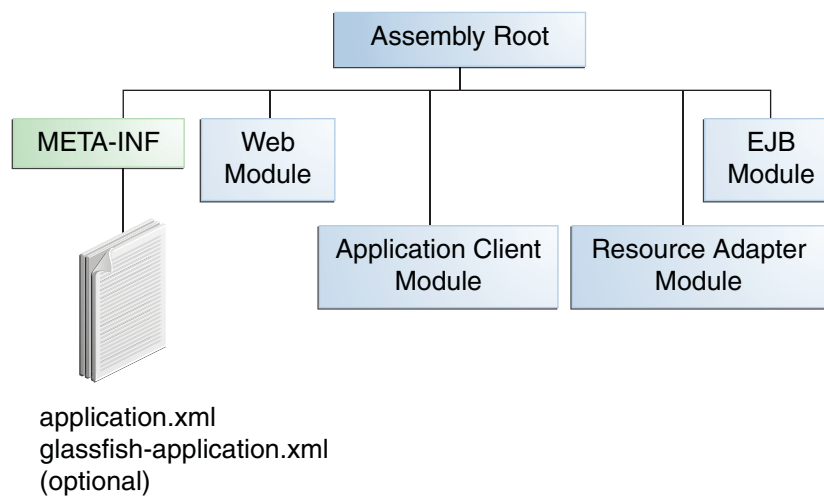 Assembly Root
META-INF
Web
Module
EJB
Module
Application Client
Module
Resource Adapter
Module
application.xml
glassfish-application.xml
(optional)